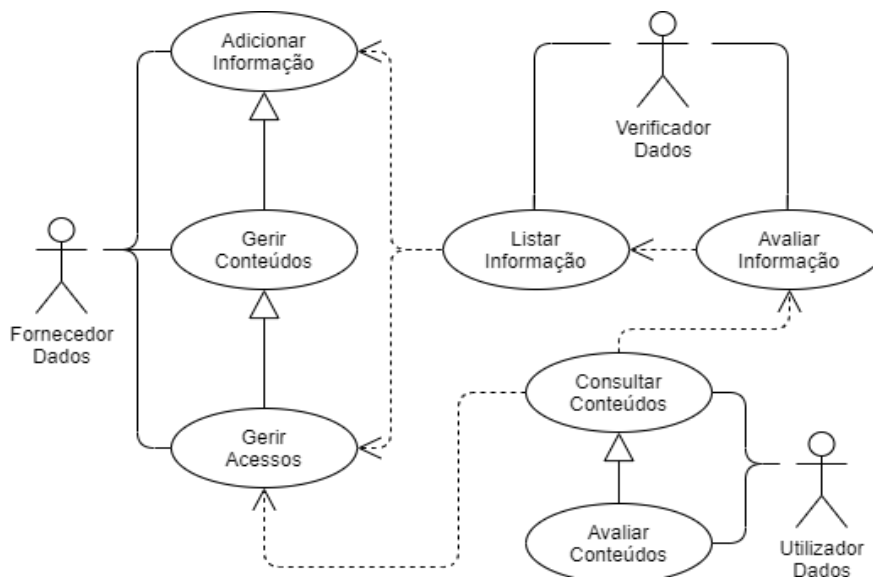 Adicionar
Informação
Verificador
Dados
Gerir
Conteúdos
Listar
Informação
Avaliar
Informação
Fornecedor
Dados
Consultar
Conteúdos
Gerir
Acessos
Avaliar
Conteúdos
Utilizador
Dados